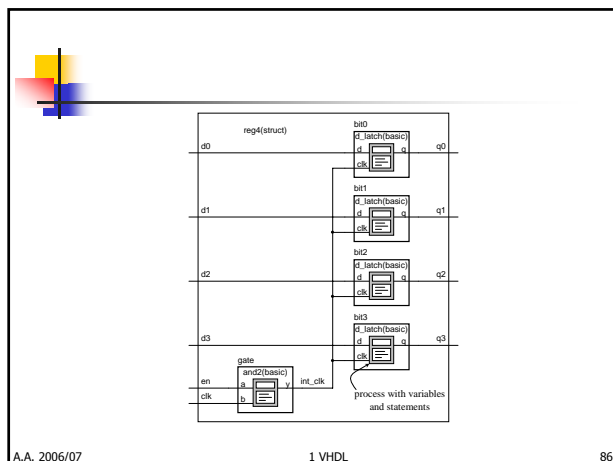 bit0
reg4(struct)
d_latch(basic)
d0 d q q0
clk
bit1
d_latch(basic)
d1 d q q1
clk
bit2
d_latch(basic)
d2 d q q2
clk
bit3
d_latch(basic)
d3 d q q3
gate
clk
and2(basic)
en a y int_clk
process with variables
clk b
and statements
A.A. 2006/07 1 VHDL 86